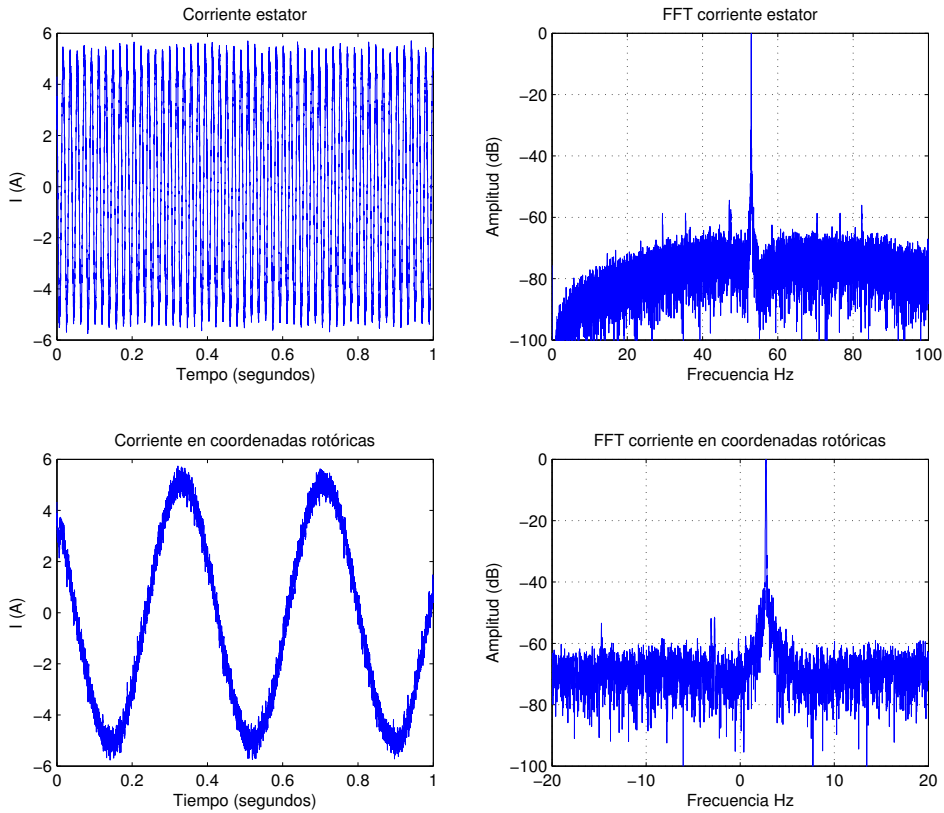 Corriente estator
6
4
2
0
−2
−4
−6
I (A)
0 0.2 0.4 0.6 0.8 1
Tempo (segundos)
FFT corriente estator
0
−20
−40
−60
−80
−100
Amplitud (dB)
0 20 40 60 80 100
Frecuencia Hz
Corriente en coordenadas rotóricas
6
4
2
0
−2
−4
−6
I (A)
0 0.2 0.4 0.6 0.8 1
Tiempo (segundos)
FFT corriente en coordenadas rotóricas
0
−20
−40
−60
−80
−100
Amplitud (dB)
−20 −10 0 10 20
Frecuencia Hz